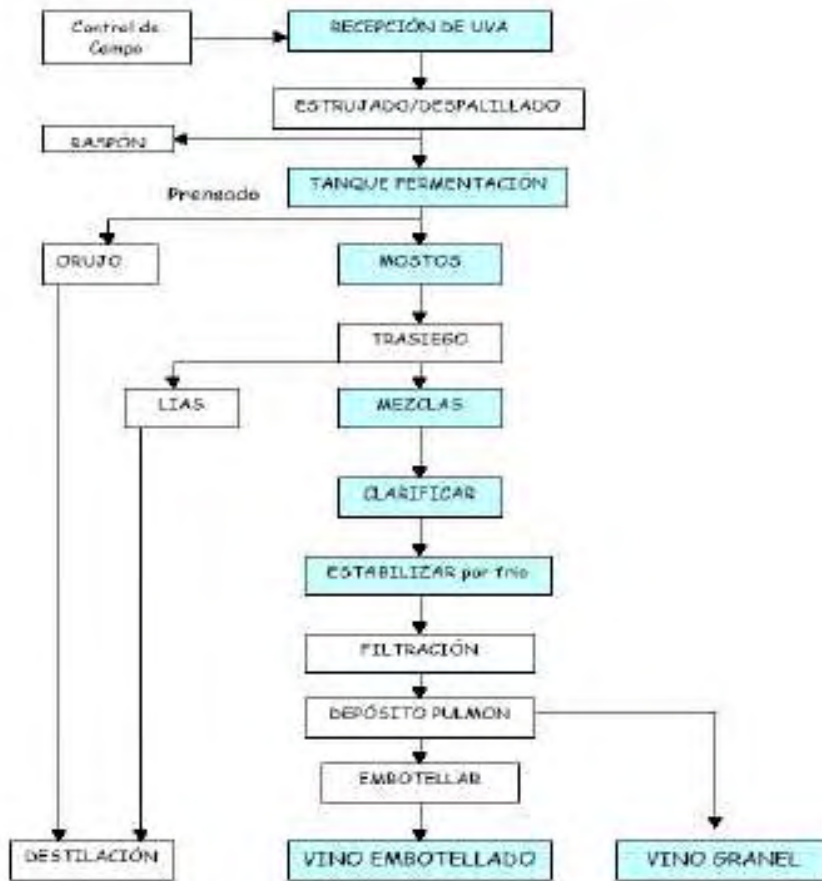 Control de
Campo
RECEPCIÓN DE UVA
ESTRUJADO/DESPALILLADO
RASPÓN
TANQUE FERMENTACIÓN
Prensado
ORUJO
MOSTOS
TRASIEGO
LIAS
MEZCLAS
CLARIFICAR
ESTABILIZAR por frío
FILTRACIÓN
DEPÓSITO PULMON
EMBOTELLAR
DESTILACIÓN
VINO EMBOTELLADO
VINO GRANEL